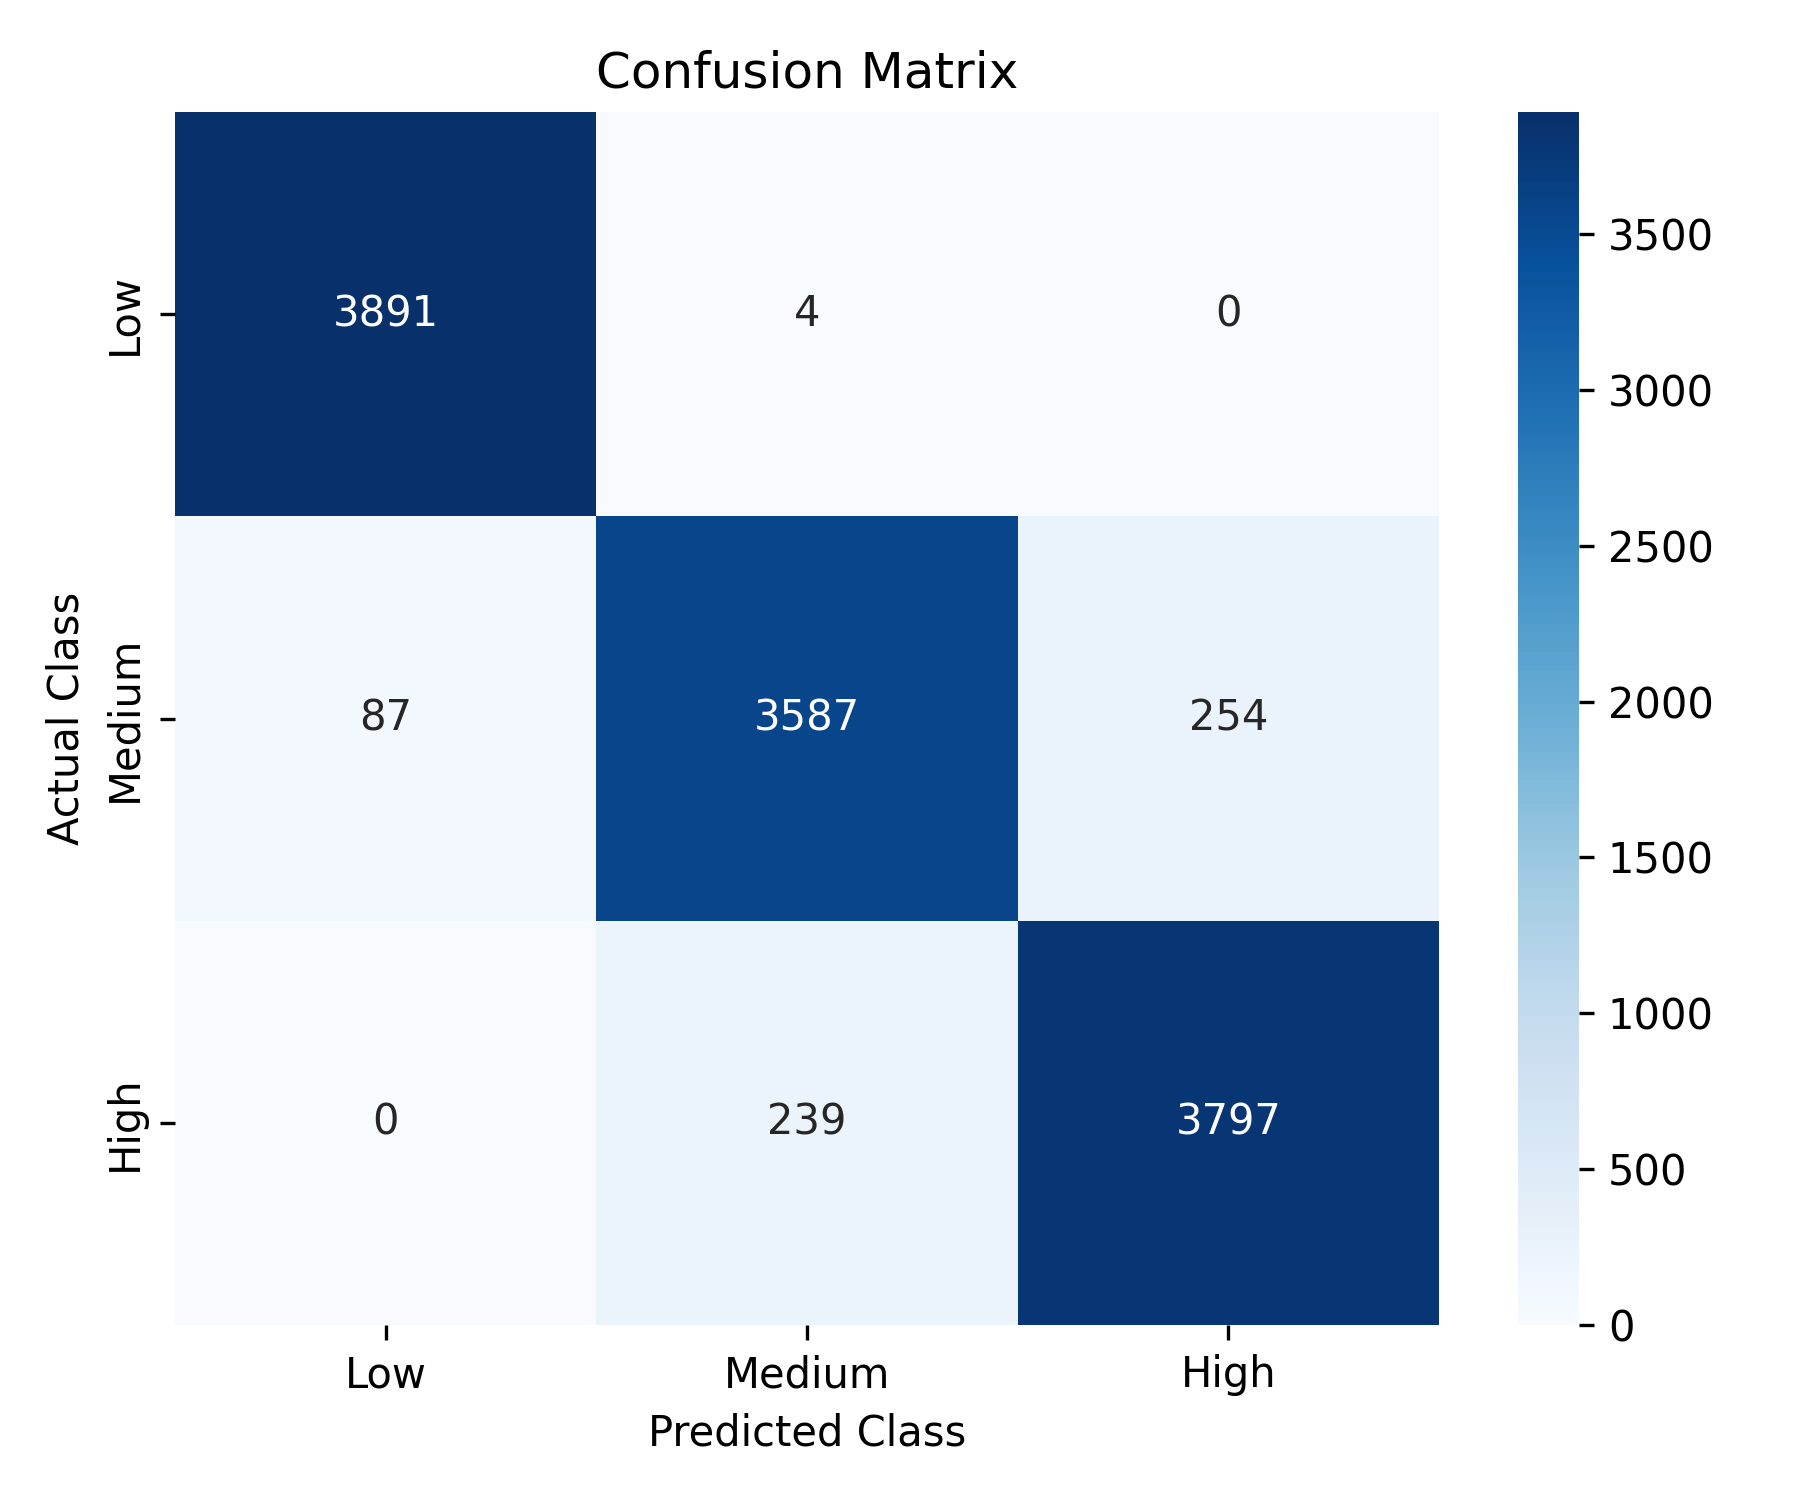 Confusion Matrix
Actual Class
Low
3891 4 0
Medium
87 3587 254
High
0 239 3797
Low Medium High
Predicted Class
3500
3000
2500
2000
1500
1000
500
0